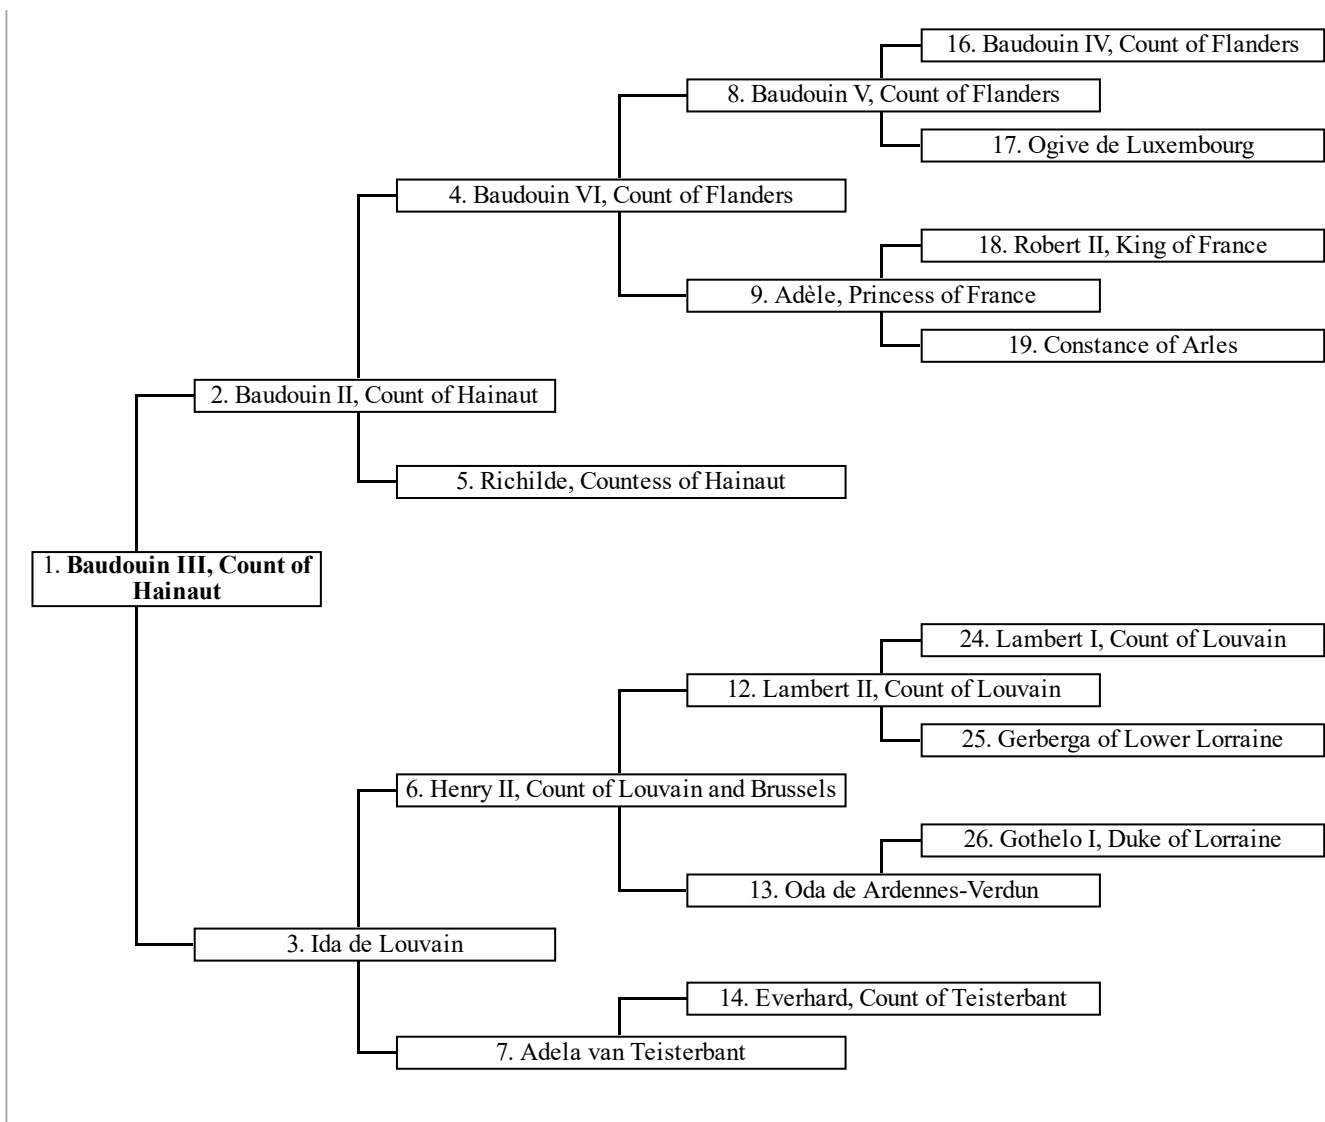 16. Baudouin IV, Count of Flanders
8. Baudouin V, Count of Flanders
17. Ogive de Luxembourg
4. Baudouin VI, Count of Flanders
18. Robert II, King of France
9. Adèle, Princess of France
19. Constance of Arles
2. Baudouin II, Count of Hainaut
5. Richilde, Countess of Hainaut
1. Baudouin III, Count of
Hainaut
24. Lambert I, Count of Louvain
12. Lambert II, Count of Louvain
25. Gerberga of Lower Lorraine
6. Henry II, Count of Louvain and Brussels
26. Gothelo I, Duke of Lorraine
13. Oda de Ardennes-Verdun
3. Ida de Louvain
14. Everhard, Count of Teisterbant
7. Adela van Teisterbant